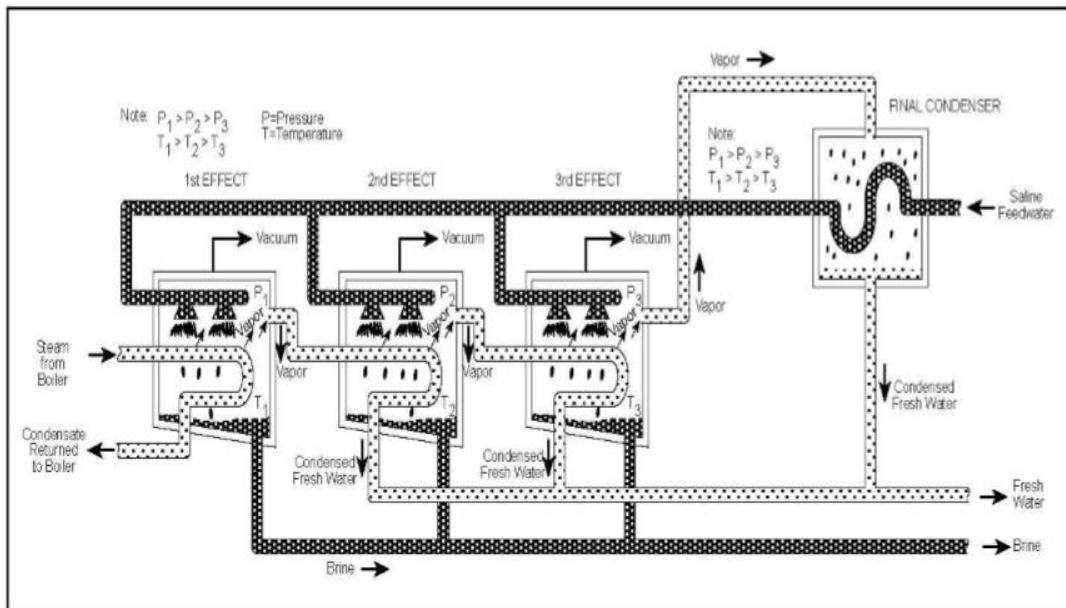 Vapor
FINAL CONDENSER
Note: P₁ > P₂ > P₃
T₁ > T₂ > T₃
P=Pressure
T=Temperature
Note:
P₁ > P₂ > P₃
T₁ > T₂ > T₃
1st EFFECT
2nd EFFECT
3rd EFFECT
Saline
Feedwater
Vacuum
Vacuum
Vacuum
P₁
P₂
P₃
Vapor
Vapor
Vapor
Vapor
Steam
from
Boiler
Vapor
Vapor
T₁
T₂
T₃
Condensed
Fresh Water
Condensate
Returned
to Boiler
Condensed
Fresh Water
Condensed
Fresh Water
Fresh
Water
Brine
Brine